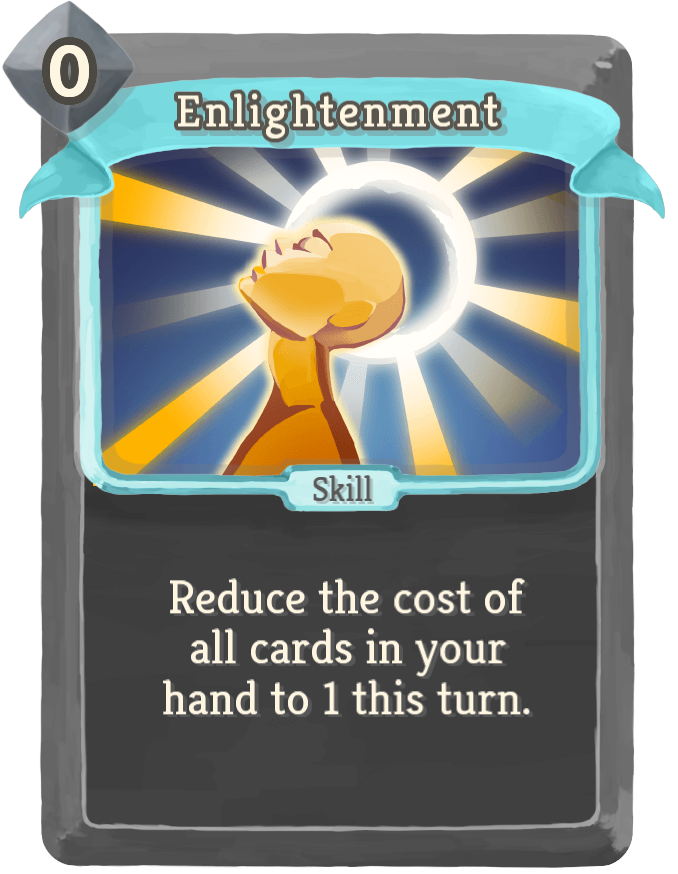 0
Enlightenment
Skill
Reduce the cost of
all cards in your
hand to 1 this turn.